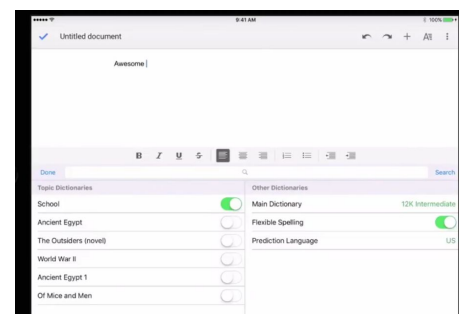 9:41 AM
100%
Untitled document
Awesome
B I U S
Done
Search
Topic Dictionaries
School
Ancient Egypt
The Outsiders (novel)
World War II
Ancient Egypt 1
Of Mice and Men
Other Dictionaries
Main Dictionary 12K Intermediate
Flexible Spelling
Prediction Language US